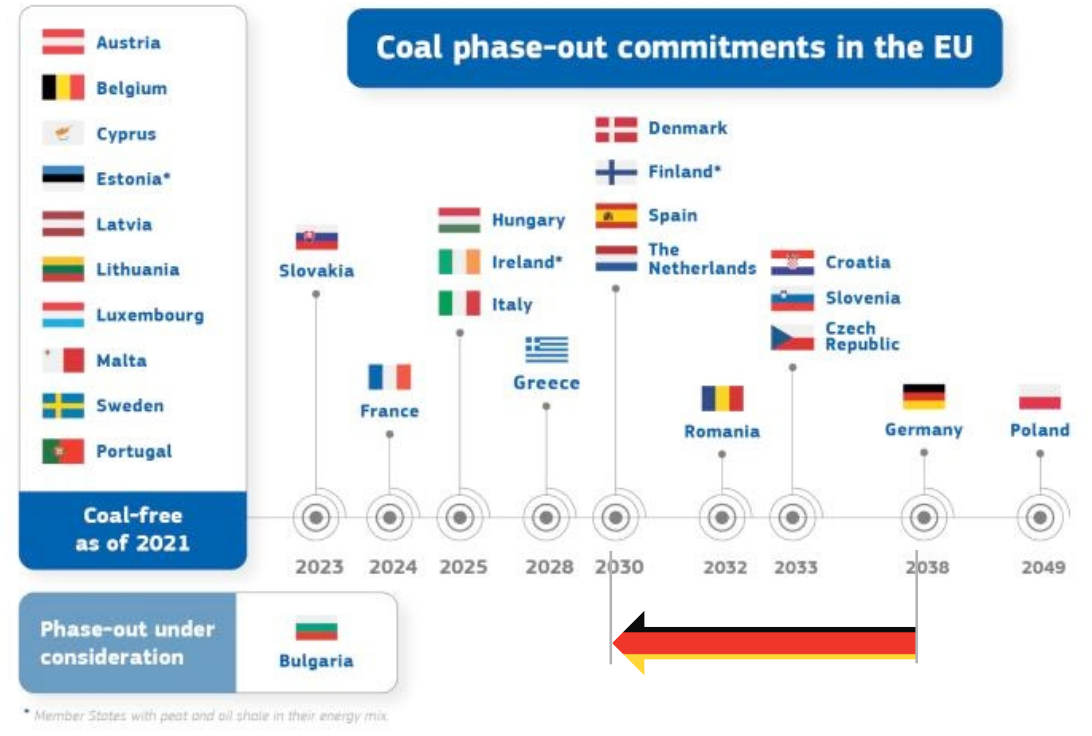 Coal phase-out commitments in the EU
Austria
Belgium
Cyprus
Estonia*
Latvia
Lithuania
Luxembourg
Malta
Sweden
Portugal
Coal-free
as of 2021
Slovakia
France
Hungary
Ireland*
Italy
Greece
Denmark
Finland*
Spain
The
Netherlands
Romania
Croatia
Slovenia
Czech
Republic
Germany
Poland
2023
2024
2025
2028
2030
2032
2033
2038
2049
Phase-out under
consideration
Bulgaria
* Member States with peat and oil shale in their energy mix.